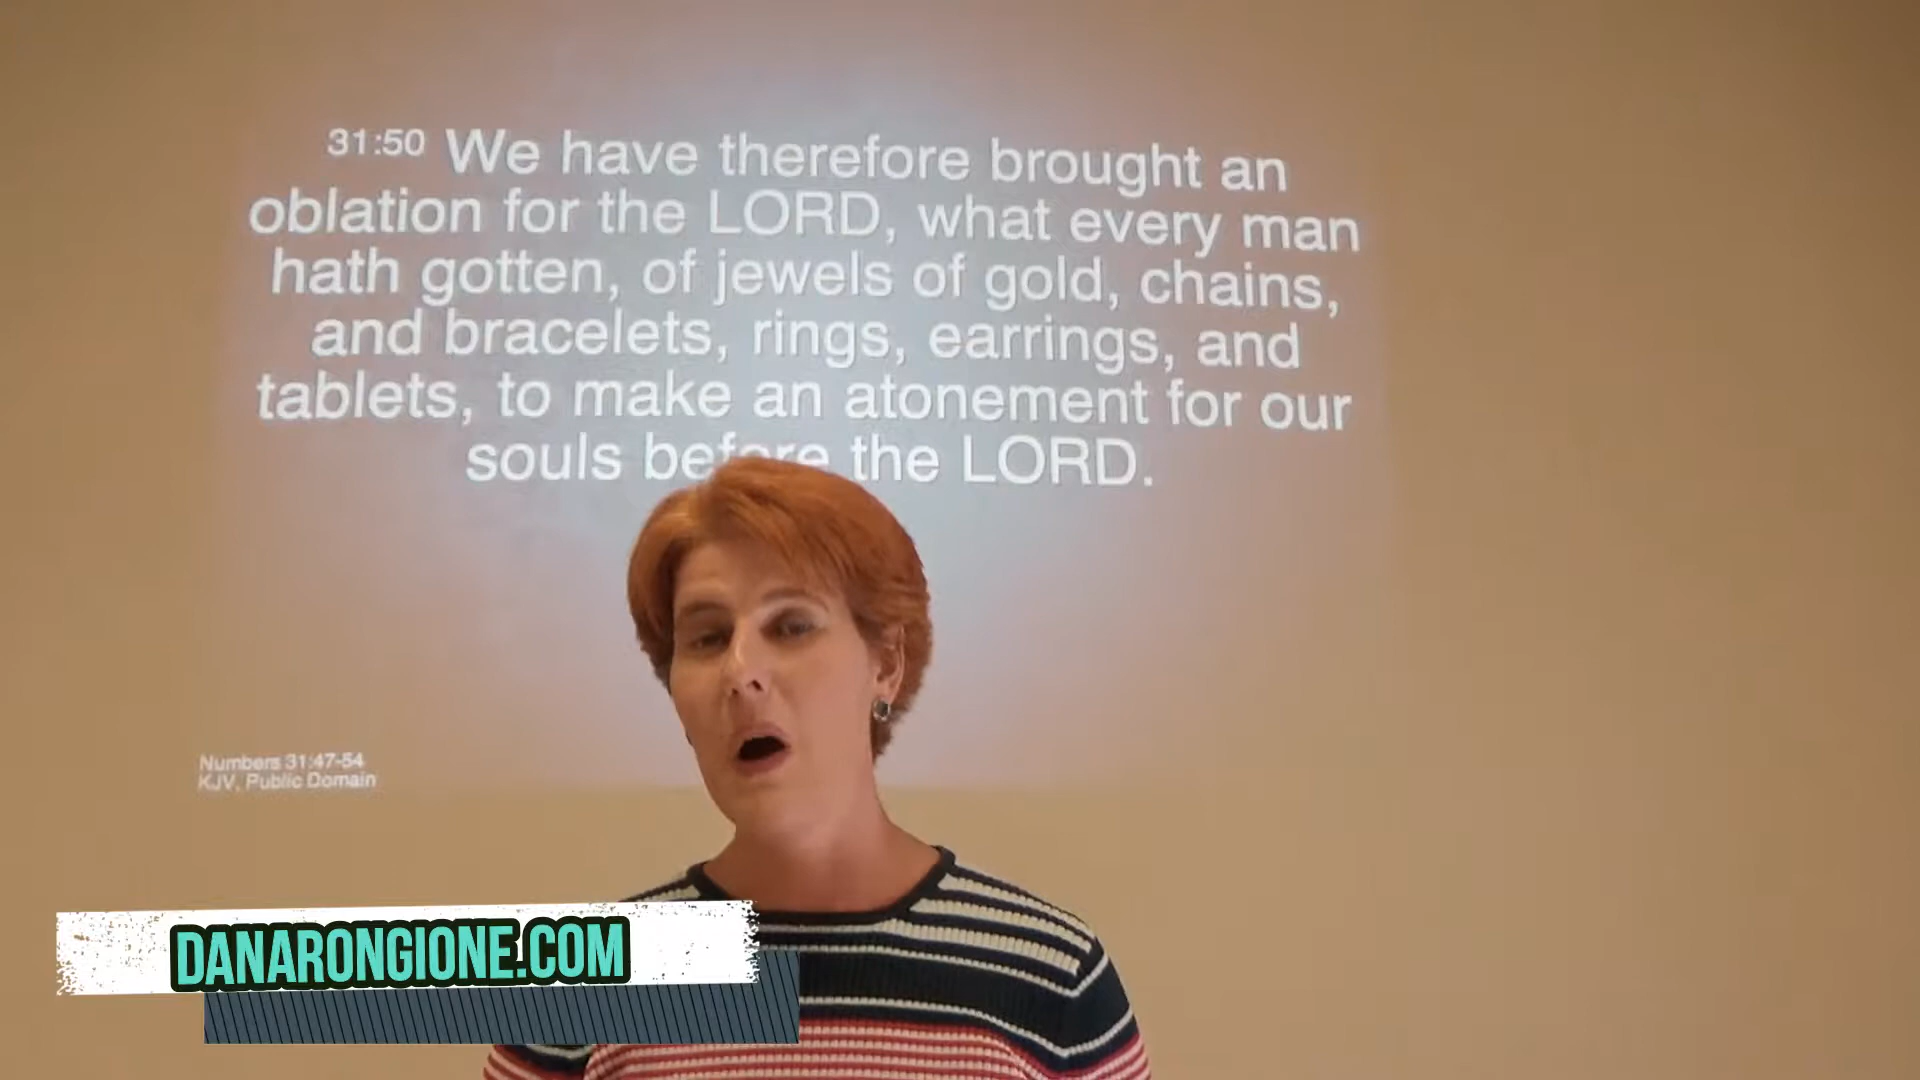 31:50 We have therefore brought an
oblation for the LORD, what every man
hath gotten, of jewels of gold, chains,
and bracelets, rings, earrings, and
tablets, to make an atonement for our
souls before the LORD.
Numbers 31:47-54
KJV, Public Domain
DANARONGIONE.COM